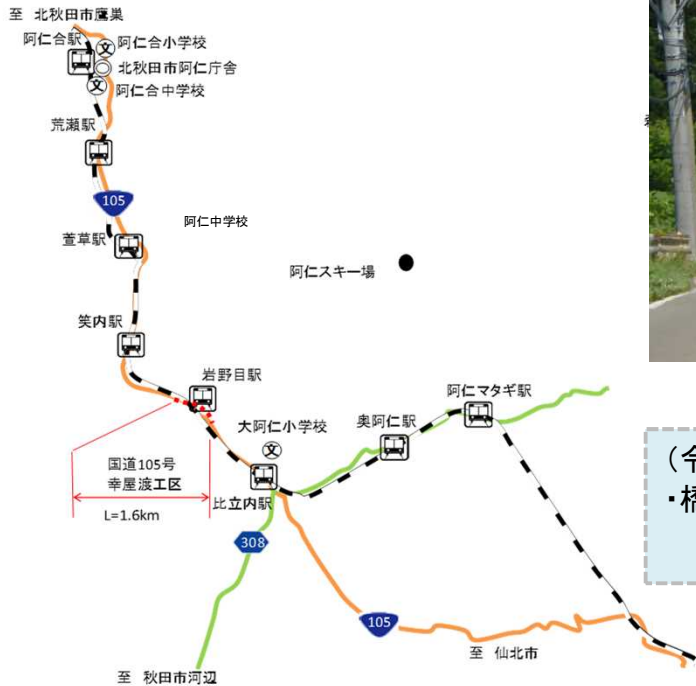 至 北秋田市鷹巣
阿仁合駅
阿仁合小学校
北秋田市阿仁庁舎
阿仁合中学校
文
文
荒瀬駅
105
萱草駅
阿仁中学校
阿仁スキー場
笑内駅
岩野目駅
阿仁マタギ駅
大阿仁小学校
文
奥阿仁駅
国道105号
幸屋渡工区
L=1.6km
比立内駅
308
105
至 仙北市
至 秋田市河辺
(令
・橋